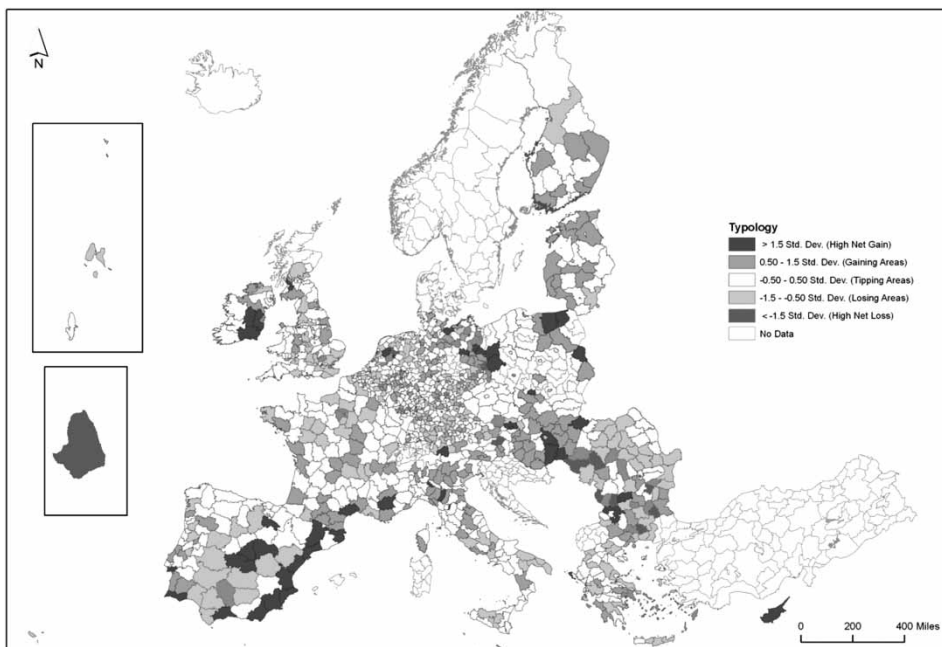 N
Typology
> 1.5 Std. Dev. (High Net Gain)
0.50 - 1.5 Std. Dev. (Gaining Areas)
-0.50 - 0.50 Std. Dev. (Tipping Areas)
-1.5 - -0.50 Std. Dev. (Losing Areas)
< -1.5 Std. Dev. (High Net Loss)
No Data
0 200 400 Miles